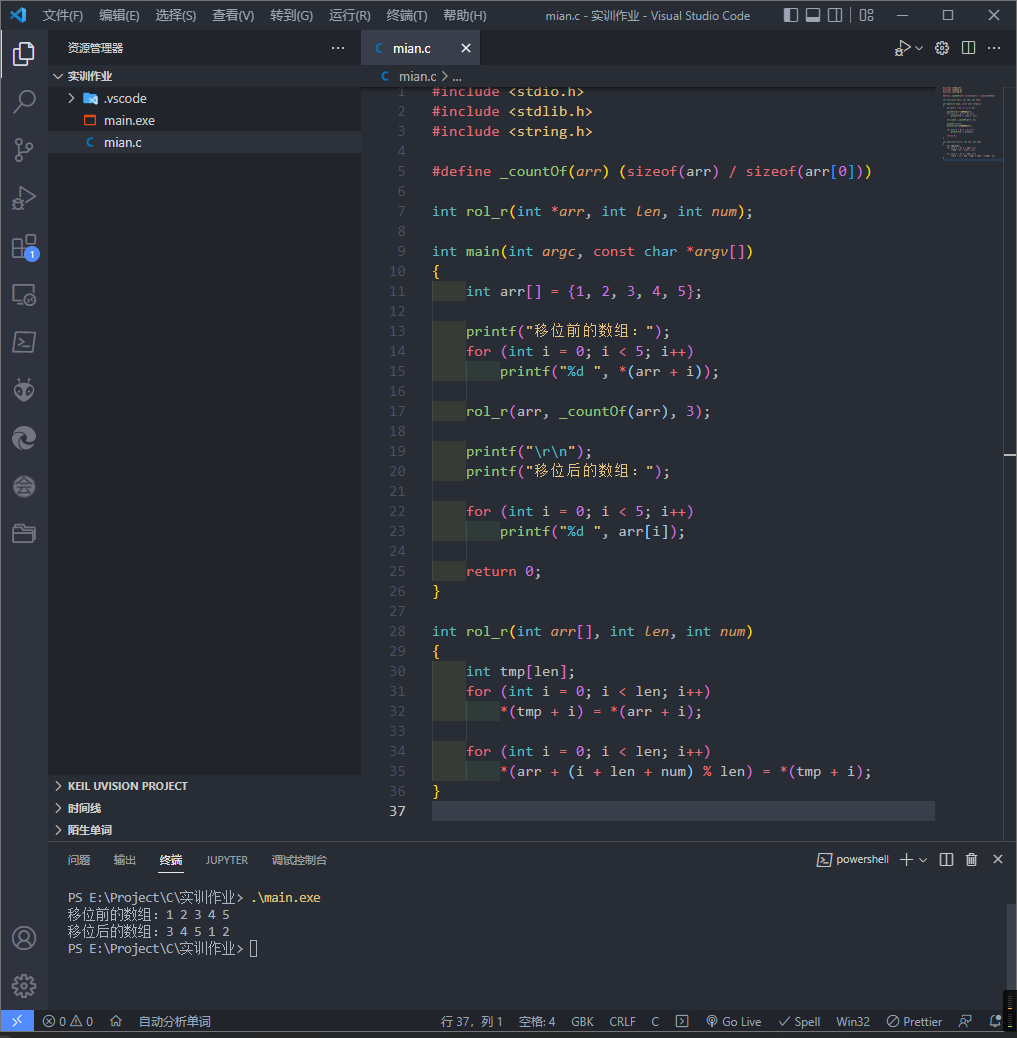 文件(F) 编辑(E) 选择(S) 查看(V) 转到(G) 运行(R) 终端(T) 帮助(H) mian.c - 实训作业 - Visual Studio Code
资源管理器
实训作业
.vscode
main.exe
C mian.c
1
KEIL UVISION PROJECT
时间线
陌生单词
C mian.c
C mian.c > ...
1 #include <stdio.h>
2 #include <stdlib.h>
3 #include <string.h>
4
5 #define _countOf(arr) (sizeof(arr) / sizeof(arr[0]))
6
7 int rol_r(int *arr, int len, int num);
8
9 int main(int argc, const char *argv[])
10 {
11 int arr[] = {1, 2, 3, 4, 5};
12
13 printf("移位前的数组：");
14 for (int i = 0; i < 5; i++)
15 printf("%d ", *(arr + i));
16
17 rol_r(arr, _countOf(arr), 3);
18
19 printf("\r\n");
20 printf("移位后的数组：");
21
22 for (int i = 0; i < 5; i++)
23 printf("%d ", arr[i]);
24
25 return 0;
26 }
27
28 int rol_r(int arr[], int len, int num)
29 {
30 int tmp[len];
31 for (int i = 0; i < len; i++)
32 *(tmp + i) = *(arr + i);
33
34 for (int i = 0; i < len; i++)
35 *(arr + (i + len + num) % len) = *(tmp + i);
36 }
37
问题 输出 终端 JUPYTER 调试控制台 powershell
PS E:\Project\C\实训作业> .\main.exe
移位前的数组：1 2 3 4 5
移位后的数组：3 4 5 1 2
PS E:\Project\C\实训作业>
0 0 自动分析单词 行 37，列 1 空格: 4 GBK CRLF C Go Live Spell Win32 Prettier